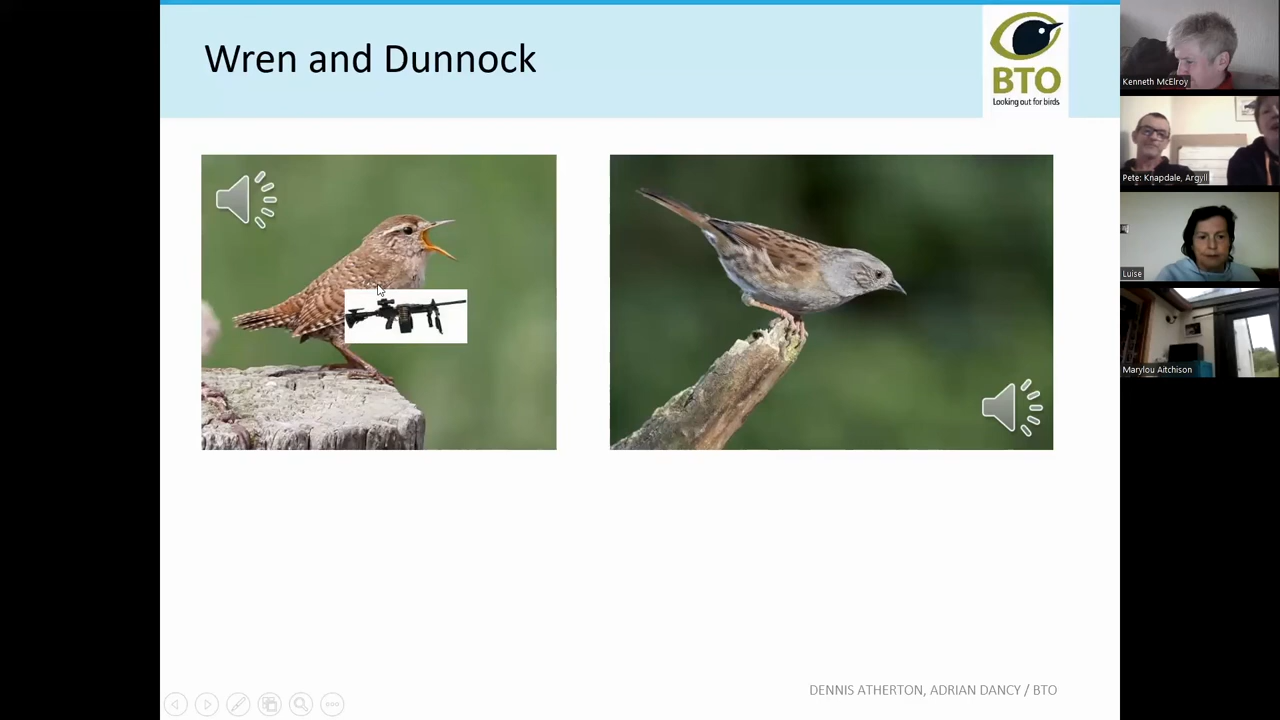 Wren and Dunnock
BTO
Looking out for birds
Kenneth McElroy
Pete: Knapdale, Argyll
Luise
Marylou Aitchison
DENNIS ATHERTON, ADRIAN DANCY / BTO